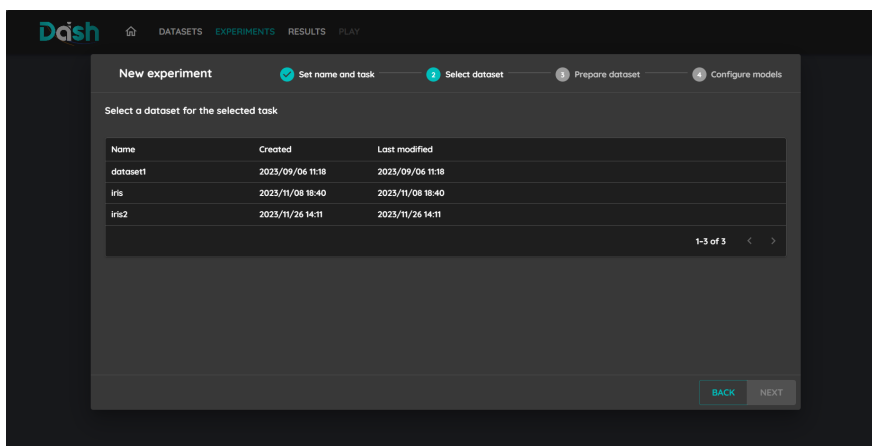 Dash DATASETS EXPERIMENTS RESULTS PLAY
New experiment Set name and task 2 Select dataset 3 Prepare dataset 4 Configure models
Select a dataset for the selected task
Name Created Last modified
dataset1 2023/09/06 11:18 2023/09/06 11:18
iris 2023/11/08 18:40 2023/11/08 18:40
iris2 2023/11/26 14:11 2023/11/26 14:11
1-3 of 3
BACK NEXT